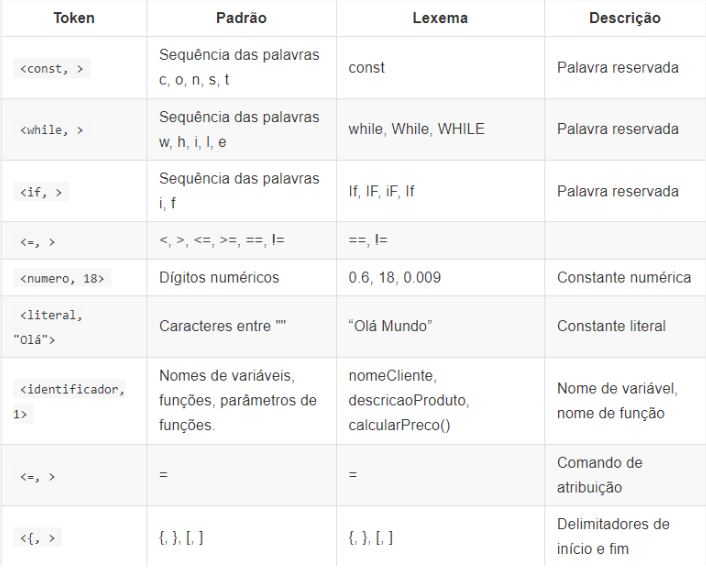 Token Padrão Lexema Descrição
<const, > Sequência das palavras c, o, n, s, t const Palavra reservada
<while, > Sequência das palavras w, h, i, l, e while, While, WHILE Palavra reservada
<if, > Sequência das palavras i, f If, IF, iF, If Palavra reservada
<=, > <, >, <=, >=, ==, != ==, !=
<numero, 18> Dígitos numéricos 0.6, 18, 0.009 Constante numérica
<literal, "Olá"> Caracteres entre "" “Olá Mundo” Constante literal
<identificador, 1> Nomes de variáveis, funções, parâmetros de funções. nomeCliente, descricaoProduto, calcularPreco() Nome de variável, nome de função
<=, > = = Comando de atribuição
<{, > {, }, [, ] {, }, [, ] Delimitadores de início e fim